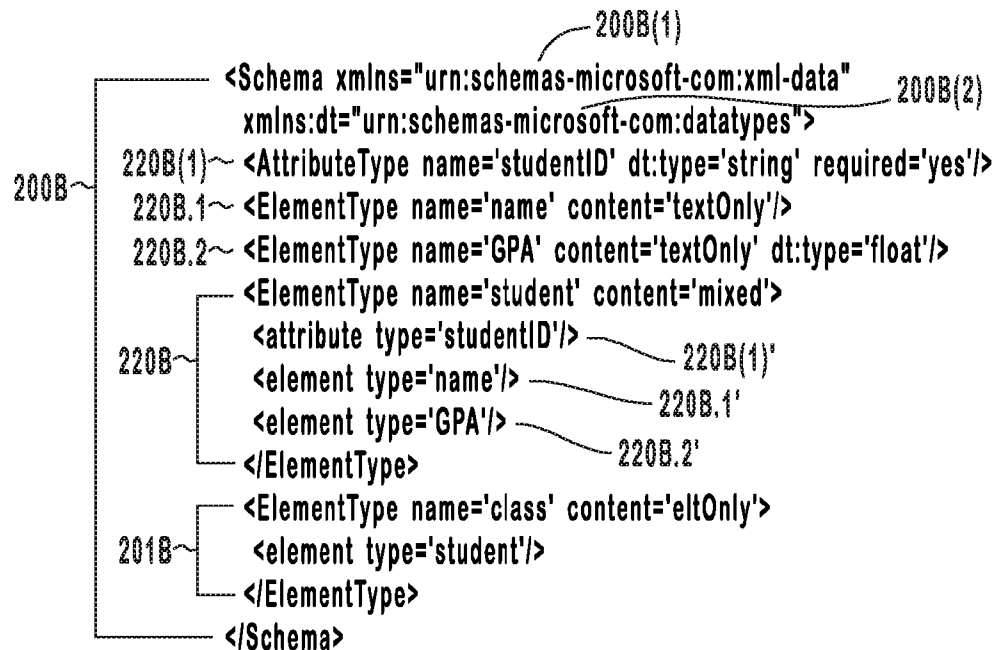 200B(1)
<Schema xmlns="urn:schemas-microsoft-com:xml-data"
200B(2)
xmlns:dt="urn:schemas-microsoft-com:datatypes">
220B(1) <AttributeType name='studentID' dt:type='string' required='yes'/>
200B
220B.1 <ElementType name='name' content='textOnly'/>
220B.2 <ElementType name='GPA' content='textOnly' dt:type='float'/>
<ElementType name='student' content='mixed'>
<attribute type='studentID'/> 220B(1)'
220B
<element type='name'/> 220B.1'
<element type='GPA'/> 220B.2'
</ElementType>
<ElementType name='class' content='eltOnly'>
201B <element type='student'/>
</ElementType>
</Schema>